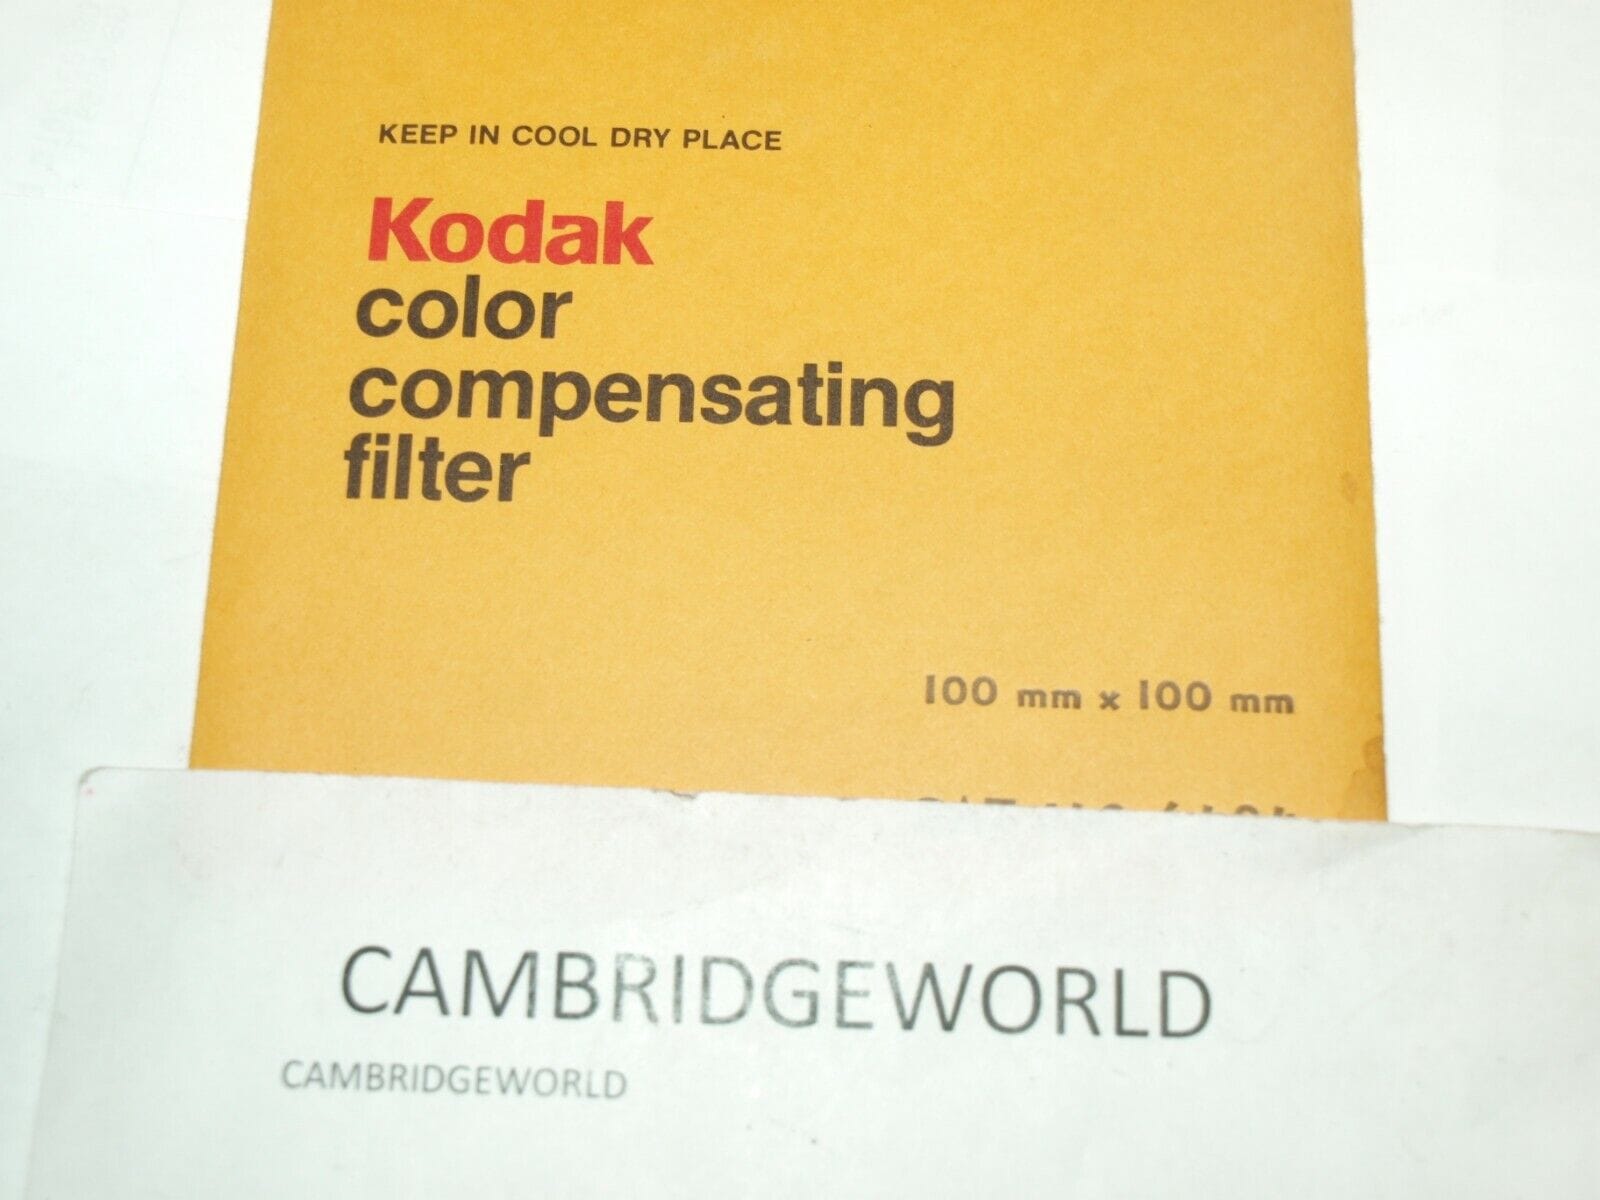 KEEP IN COOL DRY PLACE
Kodak
color
compensating
filter
100 mm x 100 mm
CAMBRIDGEWORLD
CAMBRIDGEWORLD